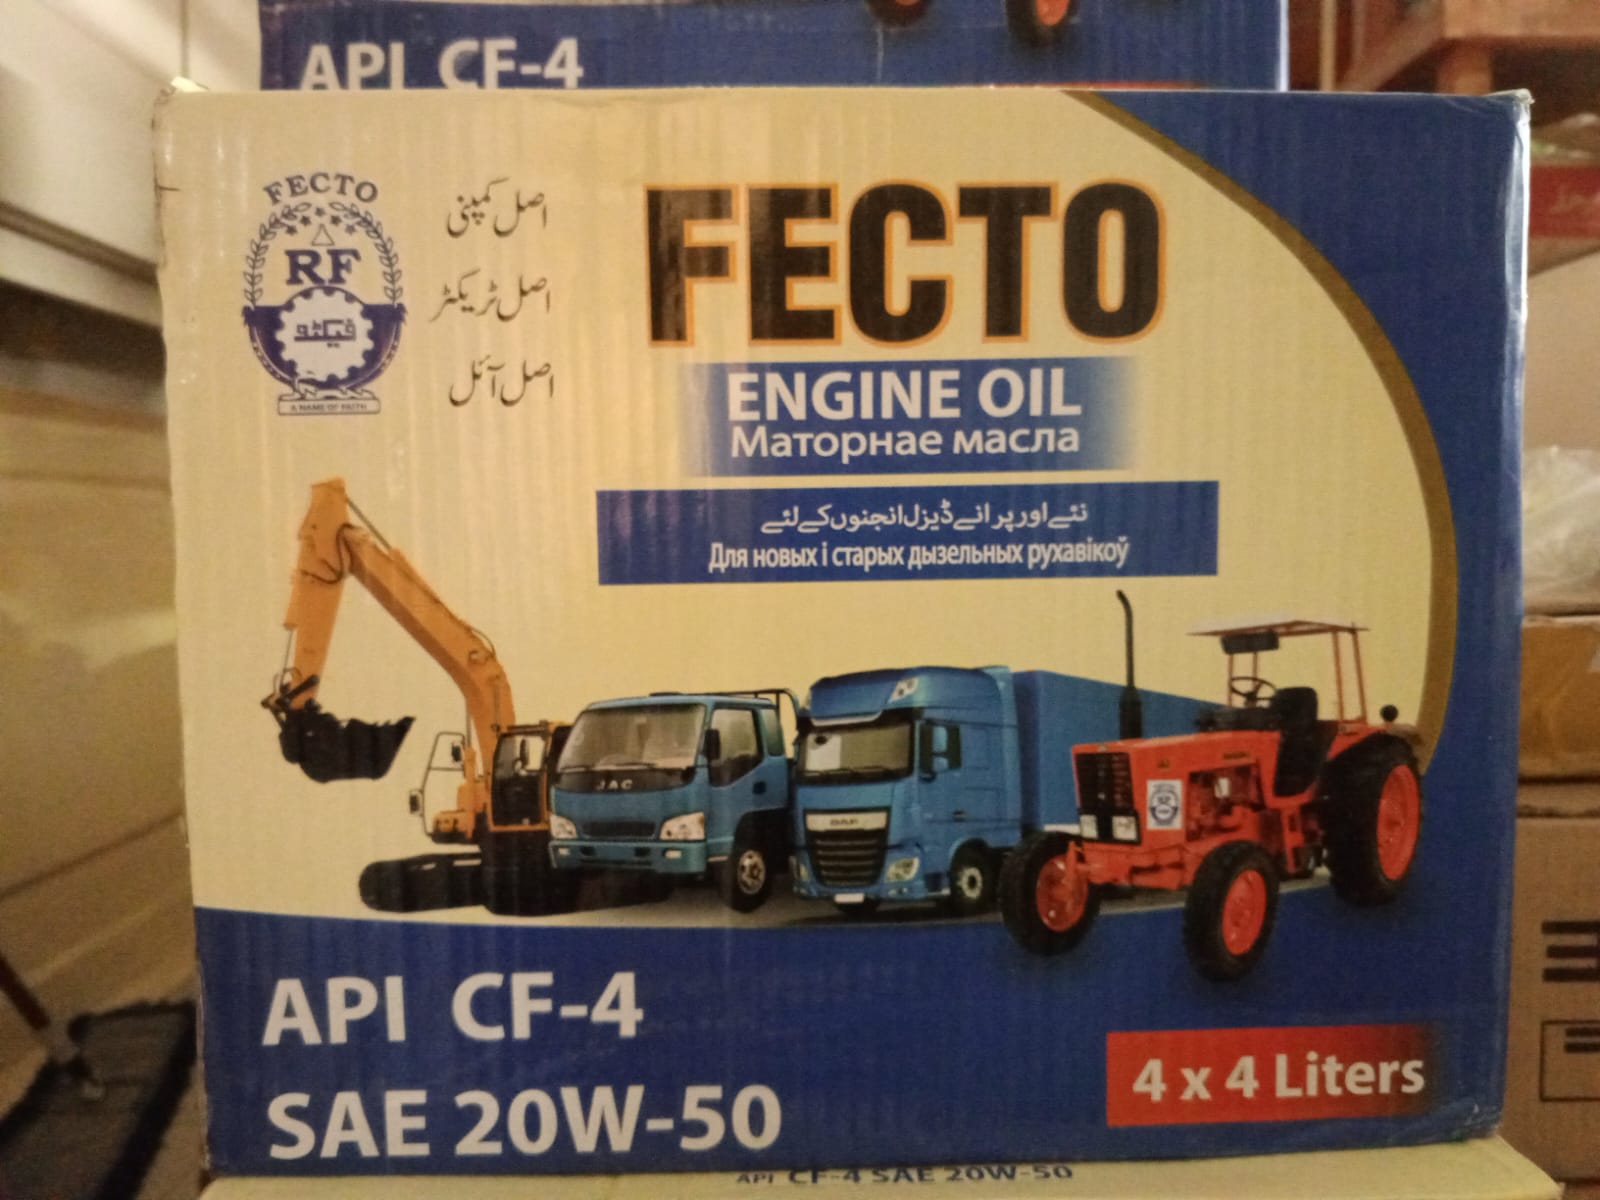 API CF-4
FECTO
RF
فیکٹو
A NAME OF FAITH
اصل کمپنی
اصل ٹریکٹر
اصل آئل
FECTO
ENGINE OIL
Маторнае масла
نئے اور پرانے ڈیزل انجنوں کے لئے
Для новых і старых дызельных рухавікоў
JAC
DAF
API CF-4
SAE 20W-50
4 x 4 Liters
API CF-4 SAE 20W-50